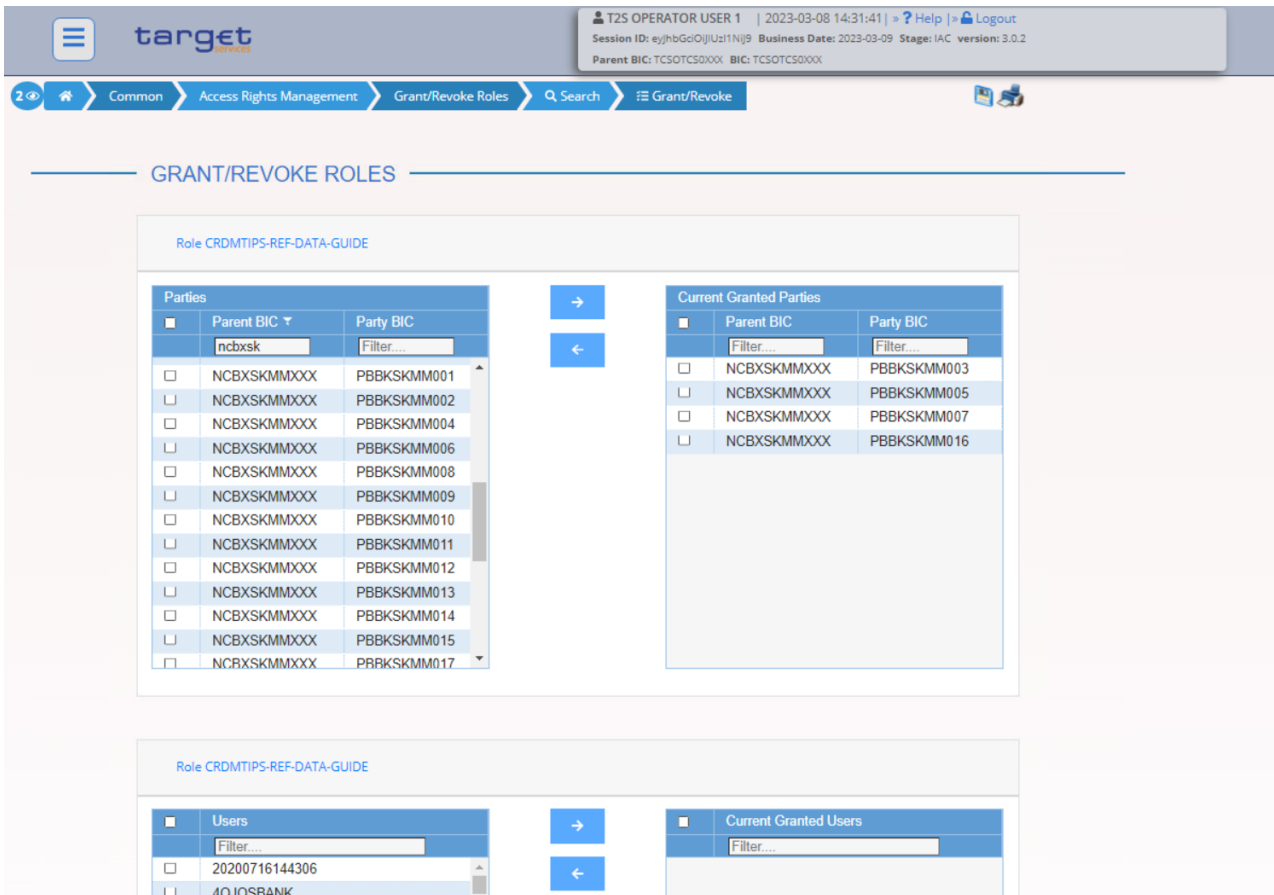 T2S OPERATOR USER 1 | 2023-03-08 14:31:41 | » ? Help | » Logout
target
services
Session ID: eyJhbGciOiJIUzI1NiJ9 Business Date: 2023-03-09 Stage: IAC version: 3.0.2
Parent BIC: TCSOTCS0XXX BIC: TCSOTCS0XXX
2 Common Access Rights Management Grant/Revoke Roles Search Grant/Revoke
GRANT/REVOKE ROLES
Role CRDMTIPS-REF-DATA-GUIDE
Parties
Parent BIC Party BIC
ncbxsk Filter....
NCBXSKMMXXX PBBKSKMM001
NCBXSKMMXXX PBBKSKMM002
NCBXSKMMXXX PBBKSKMM004
NCBXSKMMXXX PBBKSKMM006
NCBXSKMMXXX PBBKSKMM008
NCBXSKMMXXX PBBKSKMM009
NCBXSKMMXXX PBBKSKMM010
NCBXSKMMXXX PBBKSKMM011
NCBXSKMMXXX PBBKSKMM012
NCBXSKMMXXX PBBKSKMM013
NCBXSKMMXXX PBBKSKMM014
NCBXSKMMXXX PBBKSKMM015
NCBXSKMMXXX PBBKSKMM017
Current Granted Parties
Parent BIC Party BIC
Filter.... Filter....
NCBXSKMMXXX PBBKSKMM003
NCBXSKMMXXX PBBKSKMM005
NCBXSKMMXXX PBBKSKMM007
NCBXSKMMXXX PBBKSKMM016
Role CRDMTIPS-REF-DATA-GUIDE
Users
Filter....
20200716144306
4OJOSBANK
Current Granted Users
Filter....